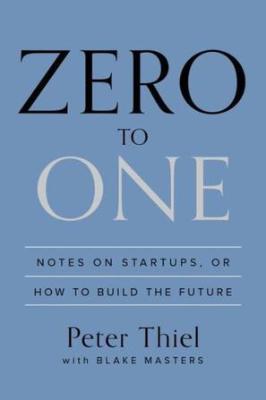 ZERO
TO
ONE
NOTES ON STARTUPS, OR
HOW TO BUILD THE FUTURE
Peter Thiel
with BLAKE MASTERS